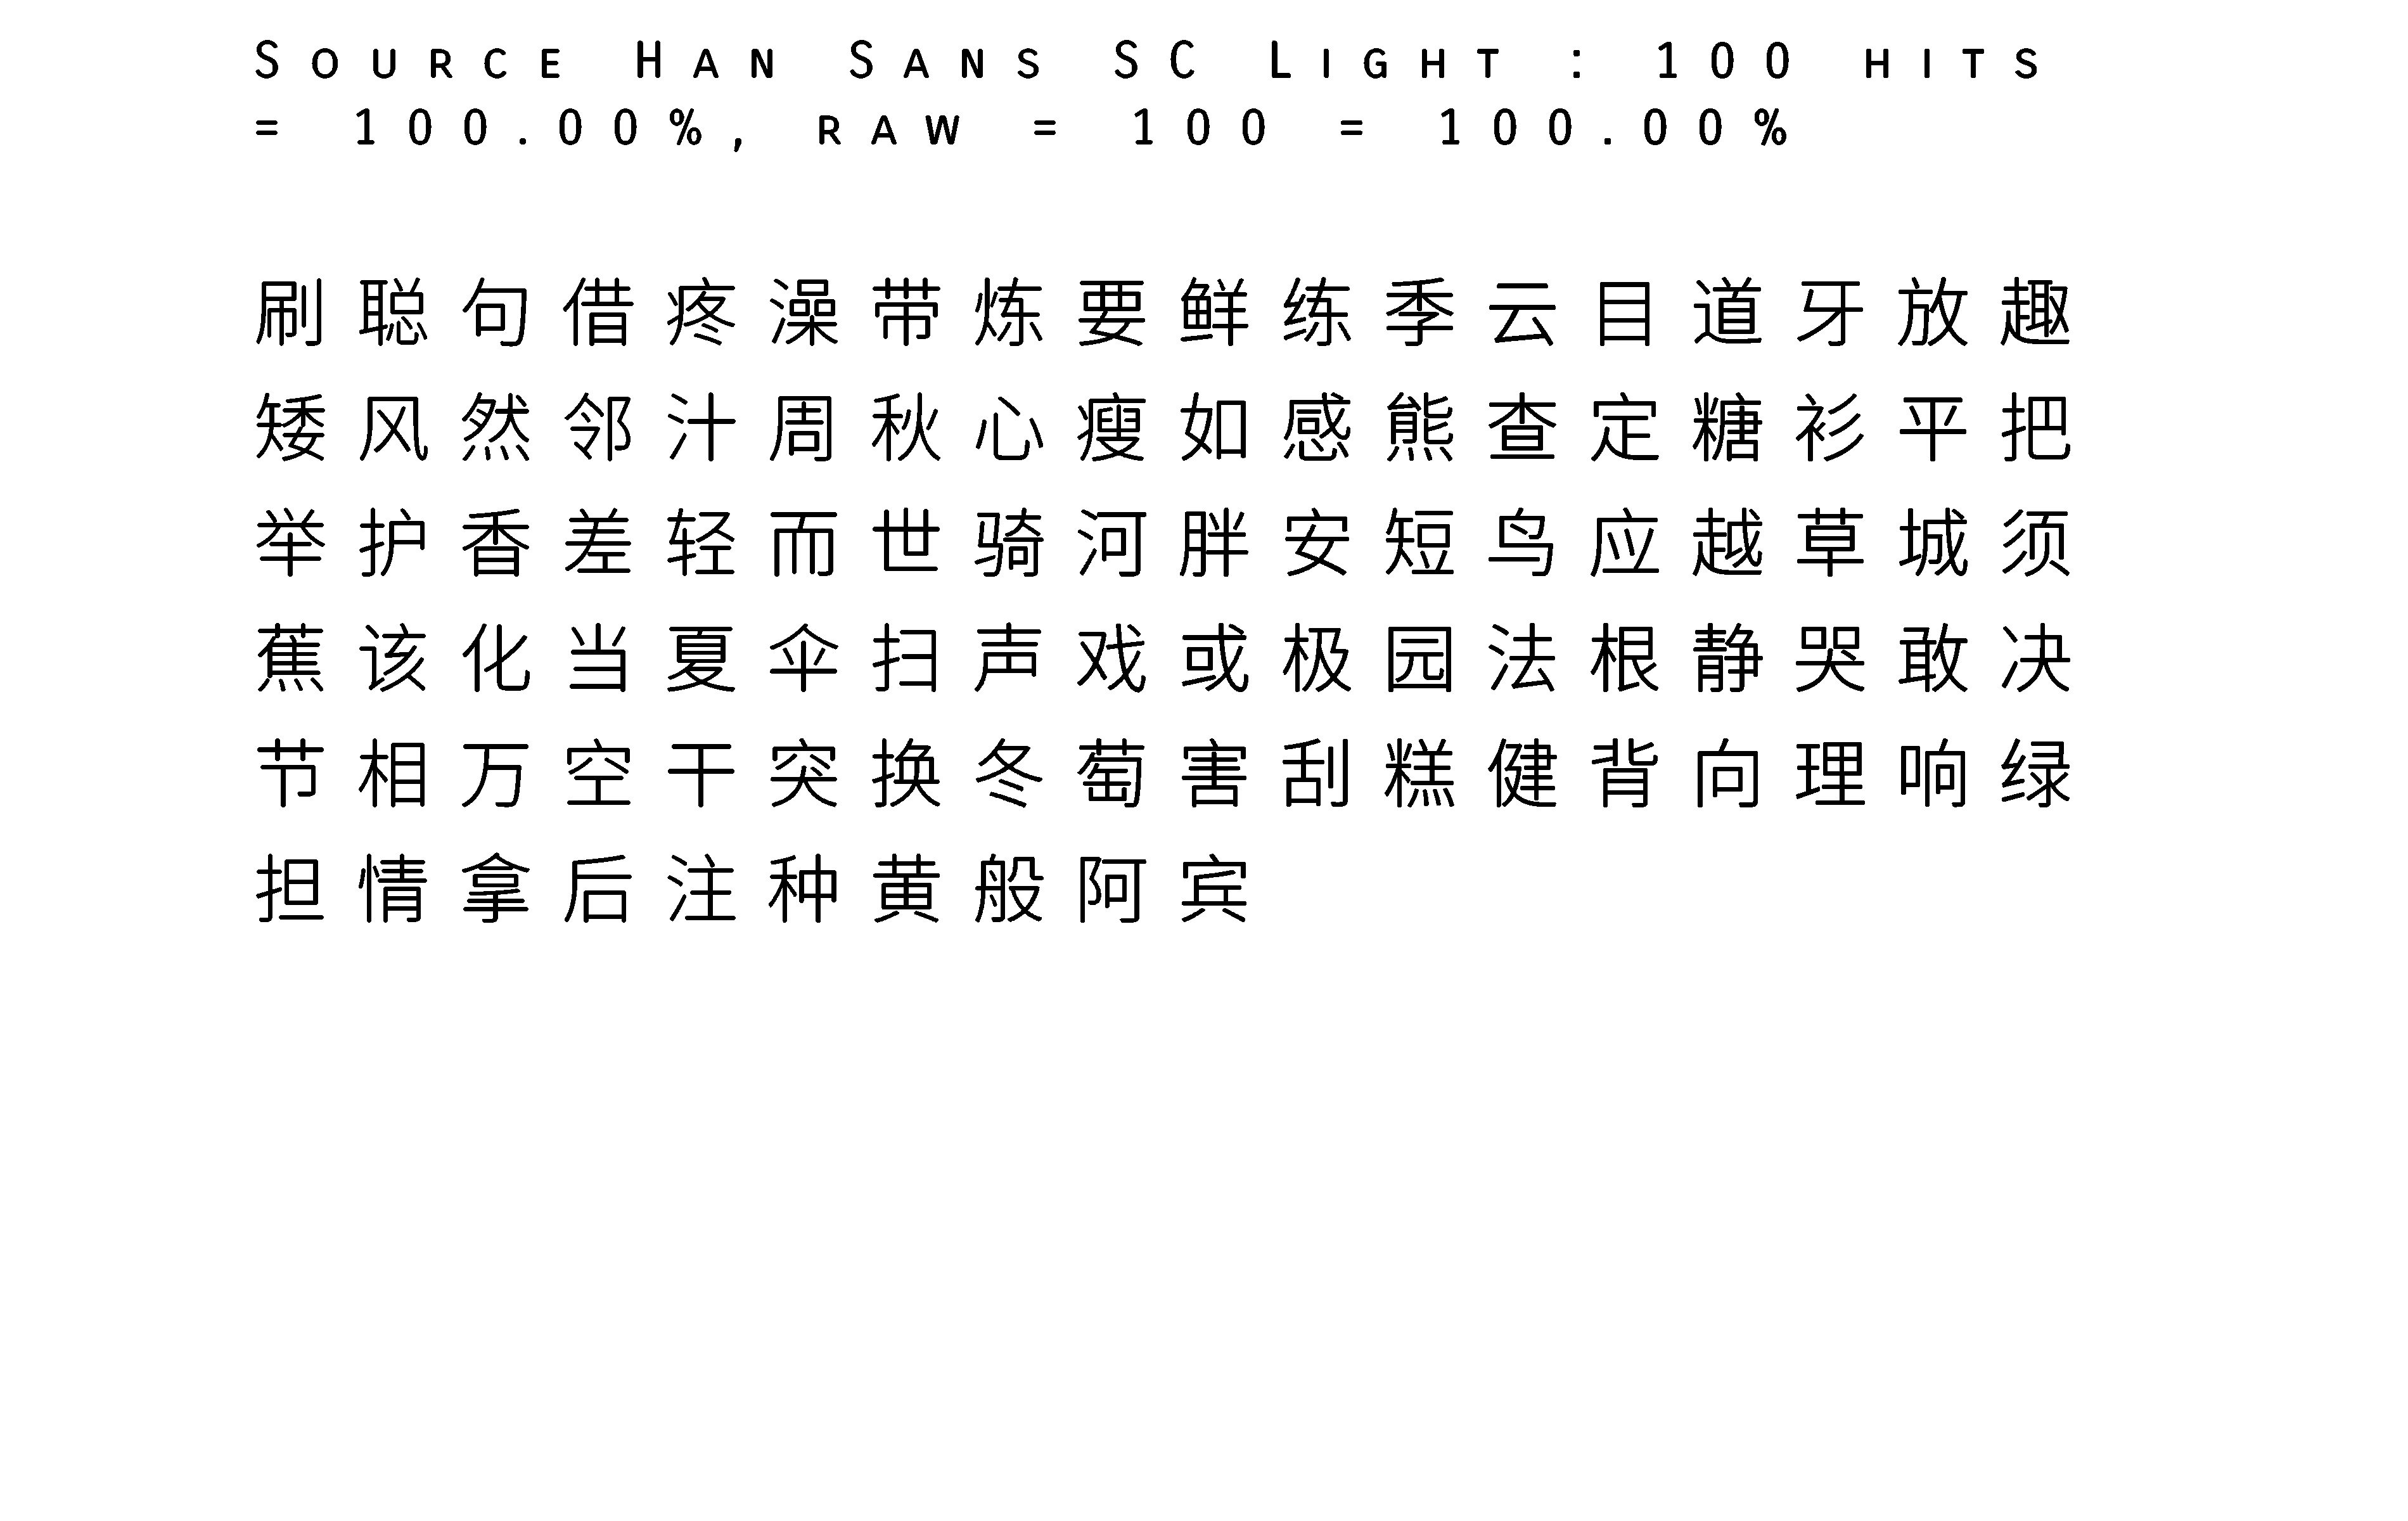 Source Han Sans SC Light : 100 hits
= 100.00%, raw = 100 = 100.00%
刷聪句借疼澡带炼要鲜练季云目道牙放趣
矮风然邻汁周秋心瘦如感熊查定糖衫平把
举护香差轻而世骑河胖安短鸟应越草城须
蕉该化当夏伞扫声戏或极园法根静哭敢决
节相万空干突换冬萄害刮糕健背向理响绿
担情拿后注种黄般阿宾